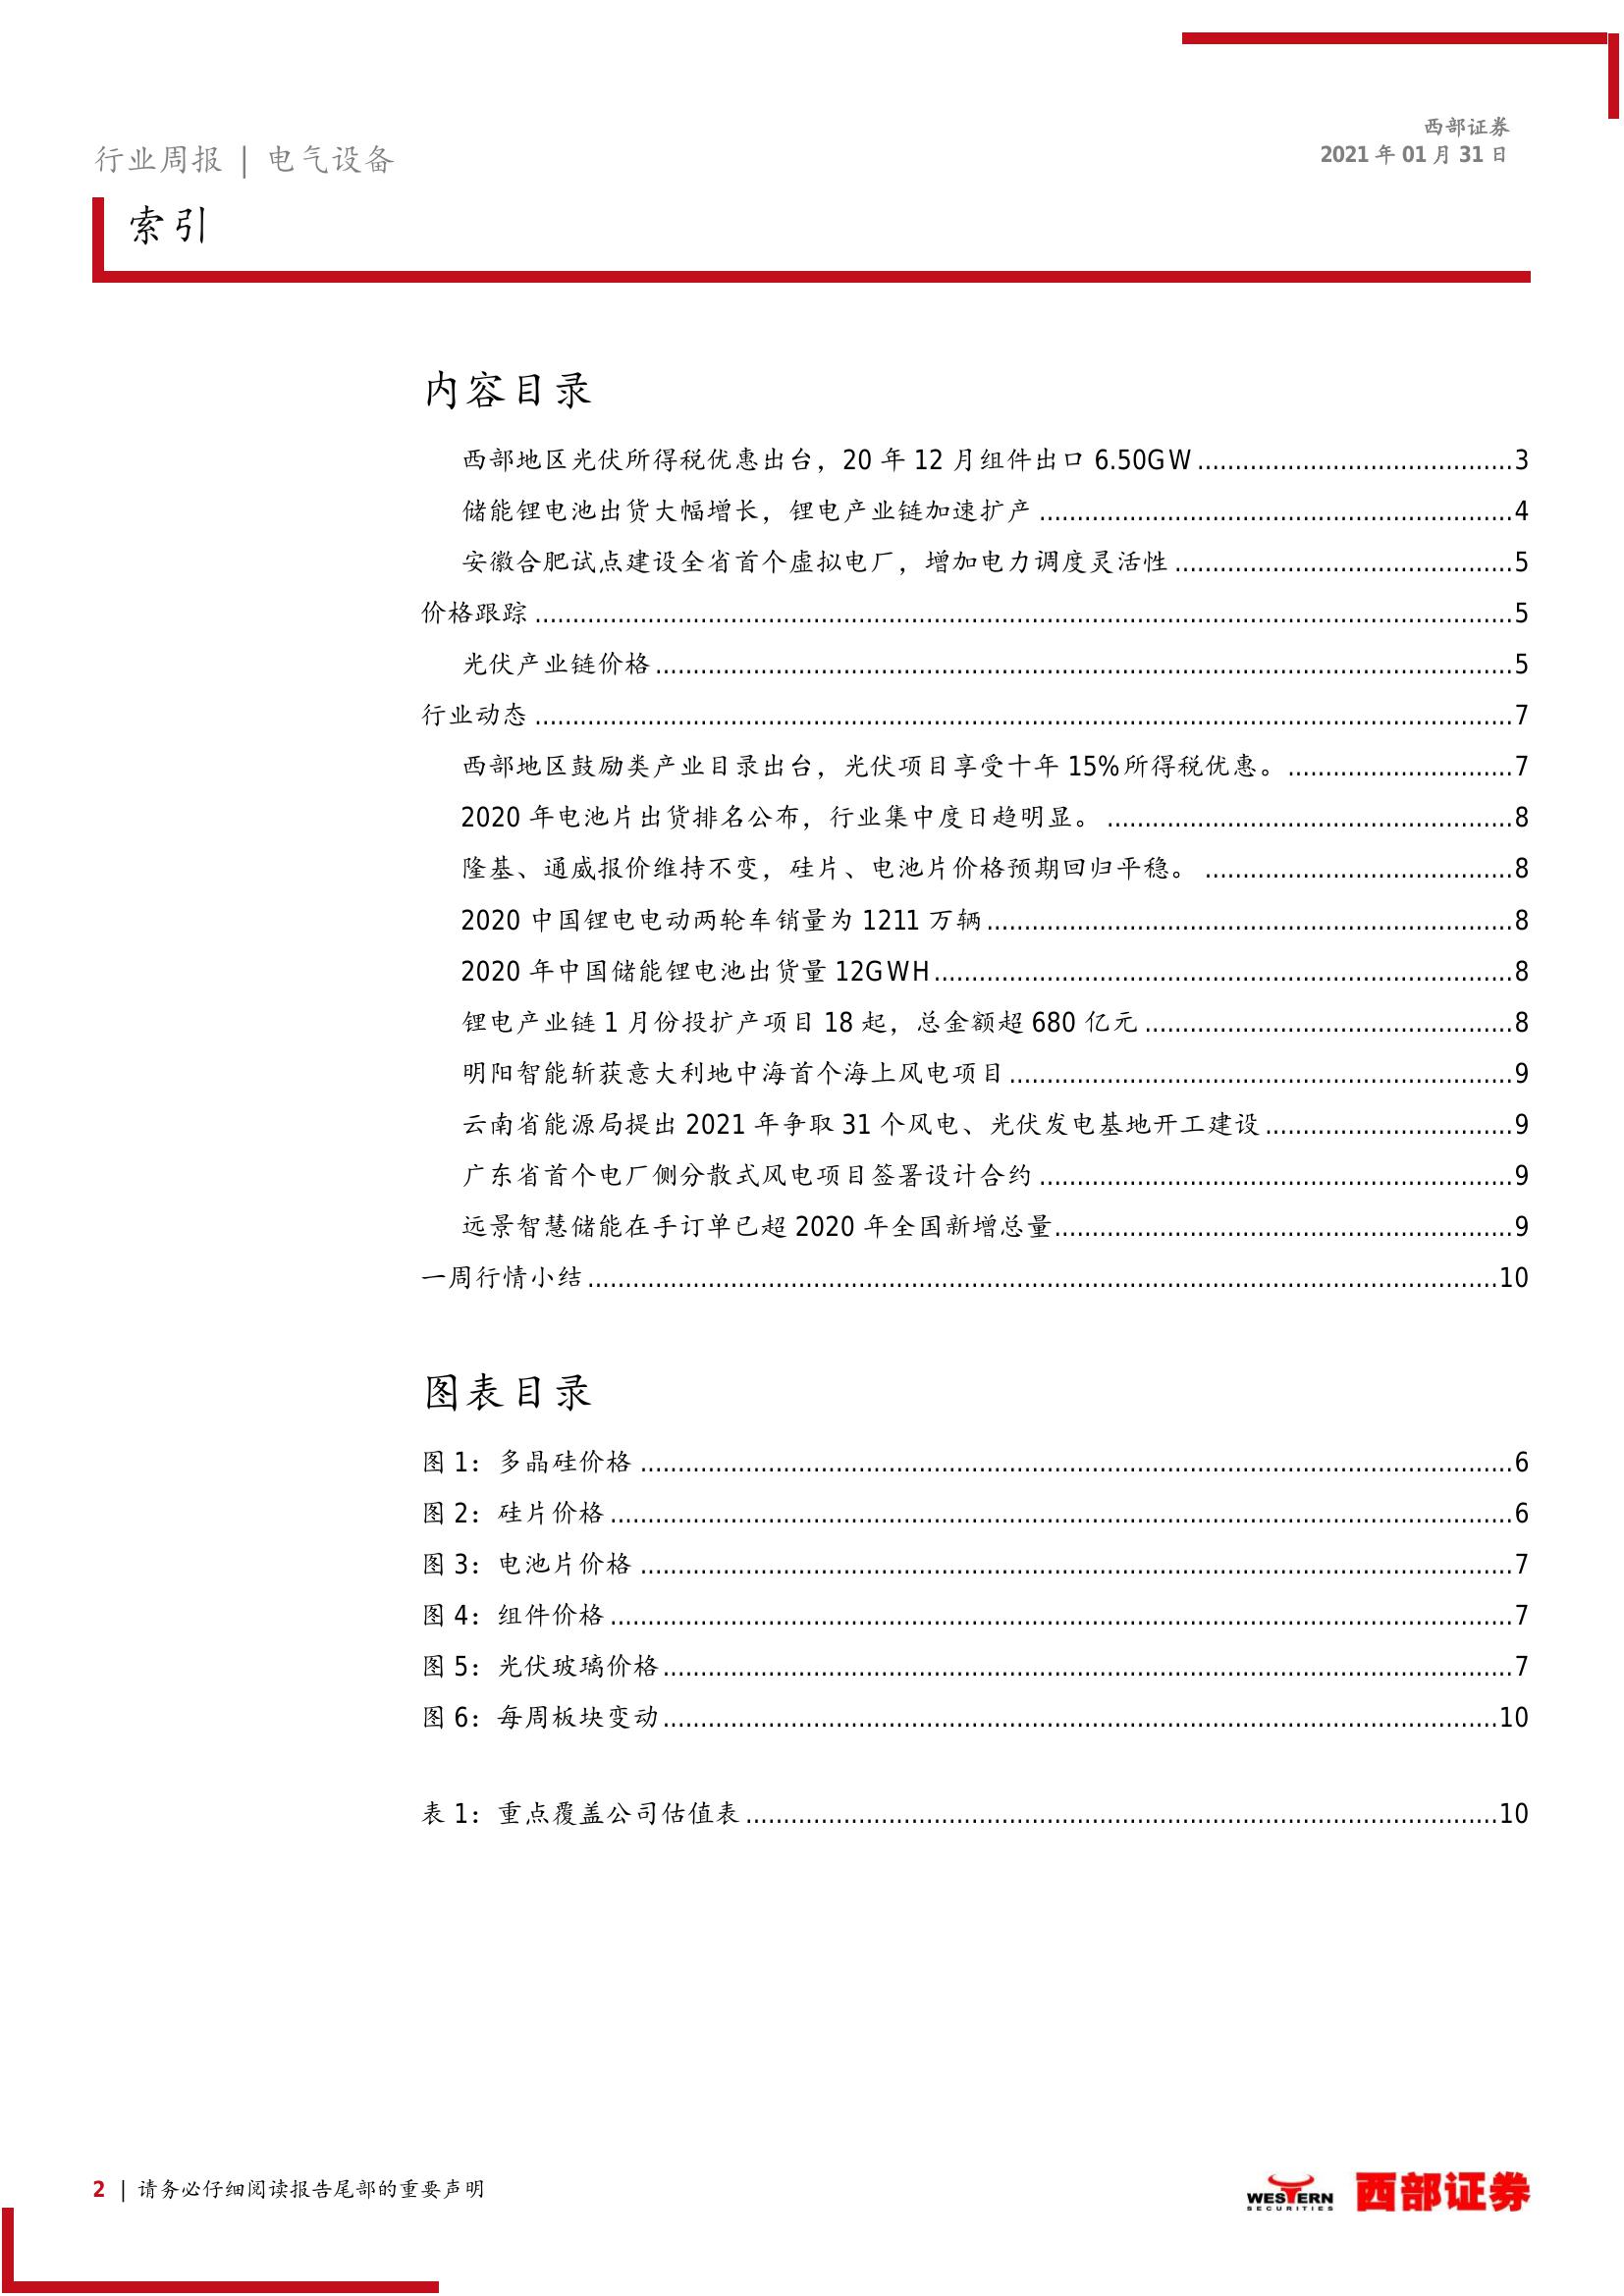 西部证券
2021 年 01 月 31 日
行业周报 | 电气设备
索引
内容目录
西部地区光伏所得税优惠出台，20 年 12 月组件出口 6.50GW ........................................3
储能锂电池出货大幅增长，锂电产业链加速扩产 ........................................4
安徽合肥试点建设全省首个虚拟电厂，增加电力调度灵活性 ........................................5
价格跟踪 ........................................5
光伏产业链价格 ........................................5
行业动态 ........................................7
西部地区鼓励类产业目录出台，光伏项目享受十年 15%所得税优惠。 ........................................7
2020 年电池片出货排名公布，行业集中度日趋明显。 ........................................8
隆基、通威报价维持不变，硅片、电池片价格预期回归平稳。 ........................................8
2020 中国锂电电动两轮车销量为 1211 万辆 ........................................8
2020 年中国储能锂电池出货量 12GWH ........................................8
锂电产业链 1 月份投扩产项目 18 起，总金额超 680 亿元 ........................................8
明阳智能斩获意大利地中海首个海上风电项目 ........................................9
云南省能源局提出 2021 年争取 31 个风电、光伏发电基地开工建设 ........................................9
广东省首个电厂侧分散式风电项目签署设计合约 ........................................9
远景智慧储能在手订单已超 2020 年全国新增总量 ........................................9
一周行情小结 ........................................10
图表目录
图 1：多晶硅价格 ........................................6
图 2：硅片价格 ........................................6
图 3：电池片价格 ........................................7
图 4：组件价格 ........................................7
图 5：光伏玻璃价格 ........................................7
图 6：每周板块变动 ........................................10
表 1：重点覆盖公司估值表 ........................................10
2 | 请务必仔细阅读报告尾部的重要声明
WESTERN
SECURITIES
西部证券